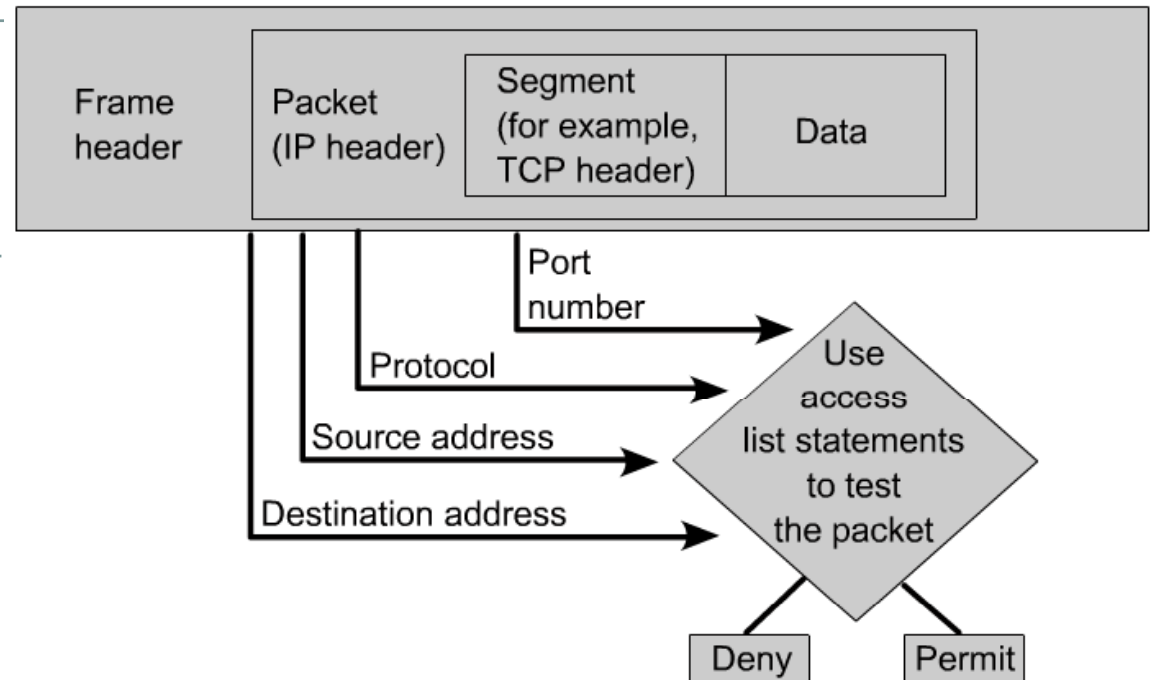 Frame
header
Packet
(IP header)
Segment
(for example,
TCP header)
Data
Port
number
Protocol
Source address
Destination address
Use
access
list statements
to test
the packet
Deny
Permit